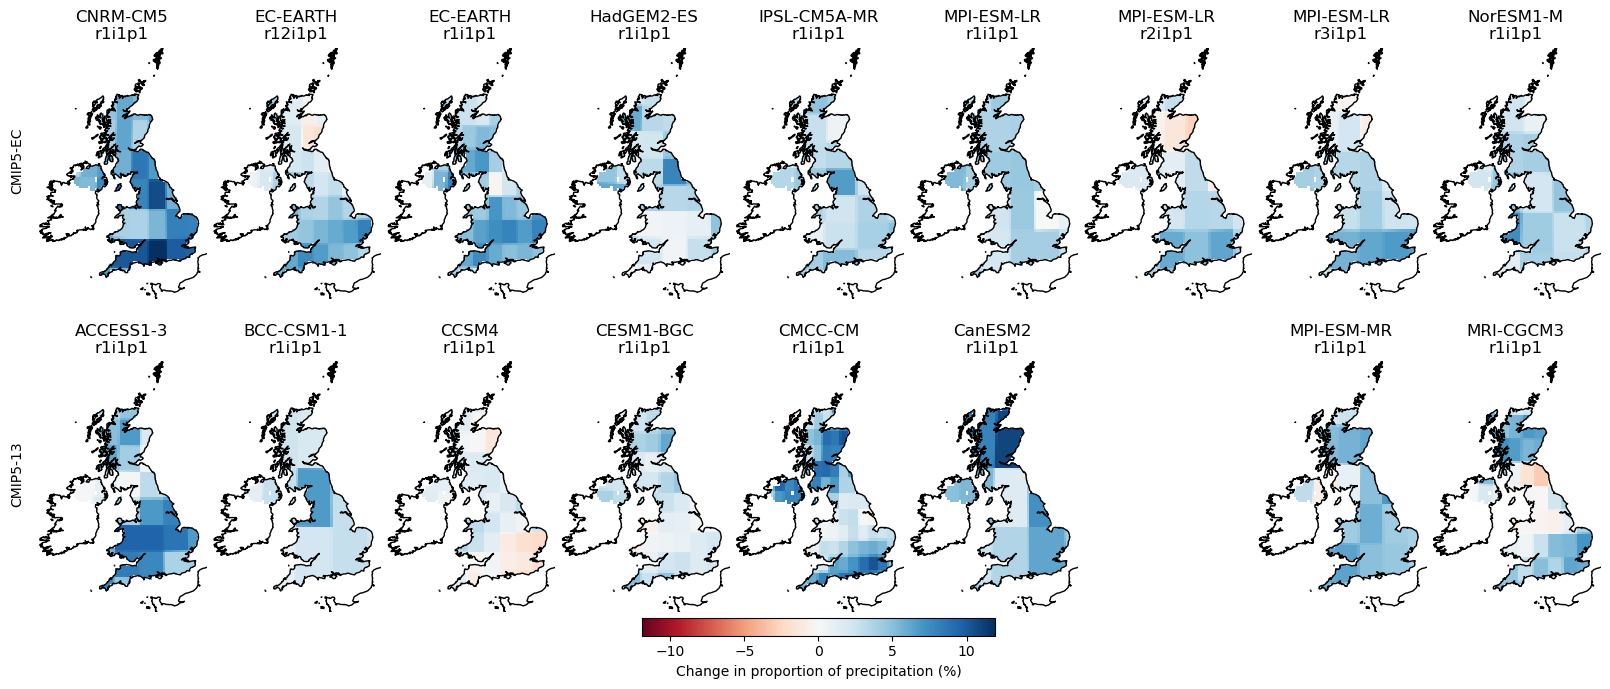 CNRM-CM5 EC-EARTH EC-EARTH HadGEM2-ES IPSL-CM5A-MR MPI-ESM-LR MPI-ESM-LR MPI-ESM-LR NorESM1-M
r1i1p1 r12i1p1 r1i1p1 r1i1p1 r1i1p1 r1i1p1 r2i1p1 r3i1p1 r1i1p1
CMIP5-EC
ACCESS1-3 BCC-CSM1-1 CCSM4 CESM1-BGC CMCC-CM CanESM2 MPI-ESM-MR MRI-CGCM3
r1i1p1 r1i1p1 r1i1p1 r1i1p1 r1i1p1 r1i1p1 r1i1p1 r1i1p1
CMIP5-13
−10 −5 0 5 10
Change in proportion of precipitation (%)